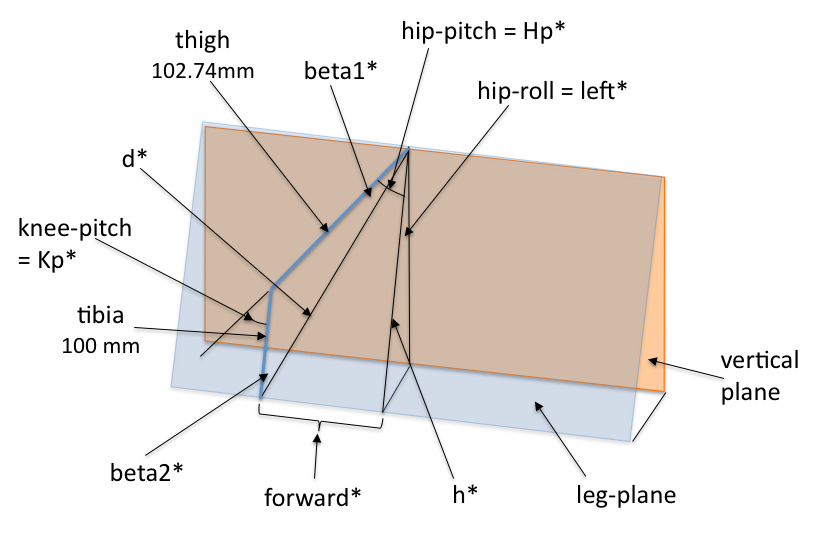 hip-pitch = Hp*
thigh
102.74mm
beta1*
hip-roll = left*
d*
knee-pitch
= Kp*
tibia
100 mm
vertical
plane
beta2*
forward*
h*
leg-plane